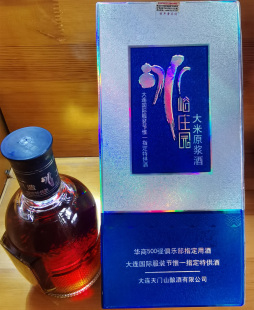 冰峪庄园
大米原浆酒
大连国际服装节惟一指定特供酒
华商500强俱乐部指定用酒
大连国际服装节惟一指定特供酒
大连天门山酿酒有限公司